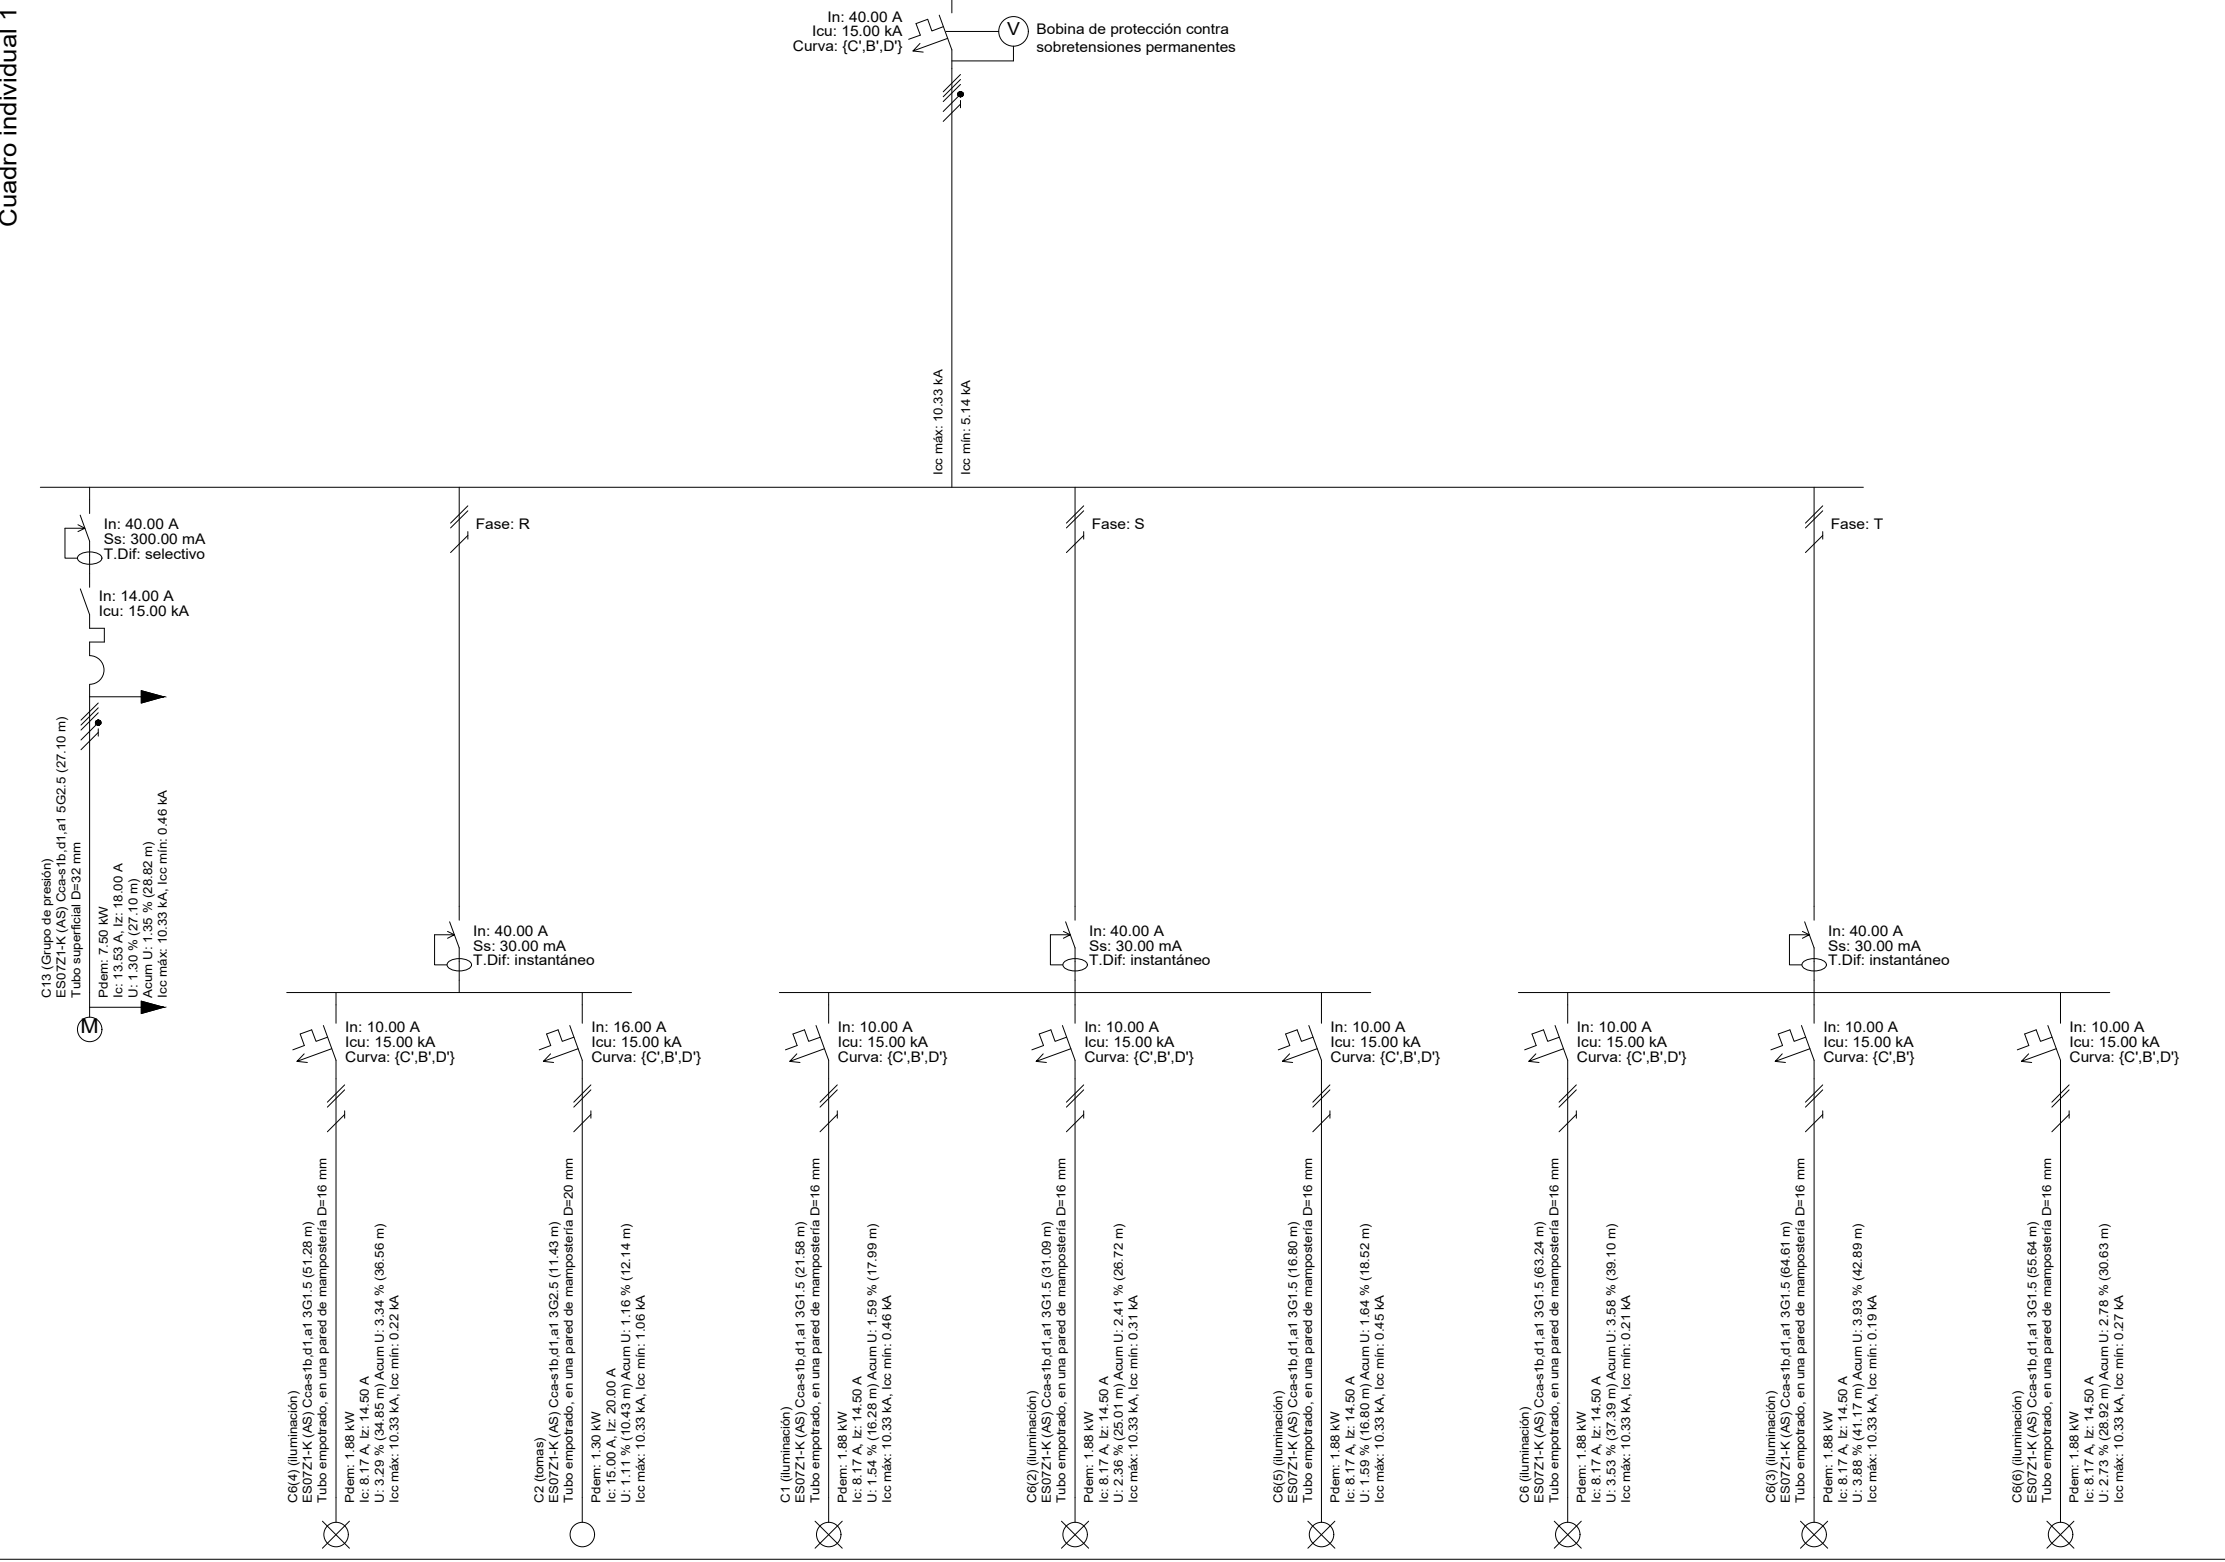 Cuadro individual 1
In: 40.00 A
Icu: 15.00 kA
Curva: {C',B',D'}
V
Bobina de protección contra
sobretensiones permanentes
Icc máx: 10.33 kA
Icc mín: 5.14 kA
In: 40.00 A
Ss: 300.00 mA
T.Dif: selectivo
In: 14.00 A
Icu: 15.00 kA
C13 (Grupo de presión)
ES07Z1-K (AS) Cca-s1b,d1,a1 5G2.5 (27.10 m)
Tubo superficial D=32 mm
Pdem: 7.50 kW
Ic: 13.53 A, Iz: 18.00 A
U: 1.30 % (27.10 m)
Acum U: 1.35 % (28.82 m)
Icc máx: 10.33 kA, Icc mín: 0.46 kA
M
Fase: R
In: 40.00 A
Ss: 30.00 mA
T.Dif: instantáneo
In: 10.00 A
Icu: 15.00 kA
Curva: {C',B',D'}
C6(4) (iluminación)
ES07Z1-K (AS) Cca-s1b,d1,a1 3G1.5 (51.28 m)
Tubo empotrado, en una pared de mampostería D=16 mm
Pdem: 1.88 kW
Ic: 8.17 A, Iz: 14.50 A
U: 3.29 % (34.85 m) Acum U: 3.34 % (36.56 m)
Icc máx: 10.33 kA, Icc mín: 0.22 kA
In: 16.00 A
Icu: 15.00 kA
Curva: {C',B',D'}
C2 (tomas)
ES07Z1-K (AS) Cca-s1b,d1,a1 3G2.5 (11.43 m)
Tubo empotrado, en una pared de mampostería D=20 mm
Pdem: 1.30 kW
Ic: 15.00 A, Iz: 20.00 A
U: 1.11 % (10.43 m) Acum U: 1.16 % (12.14 m)
Icc máx: 10.33 kA, Icc mín: 1.06 kA
Fase: S
In: 40.00 A
Ss: 30.00 mA
T.Dif: instantáneo
In: 10.00 A
Icu: 15.00 kA
Curva: {C',B',D'}
C1 (iluminación)
ES07Z1-K (AS) Cca-s1b,d1,a1 3G1.5 (21.58 m)
Tubo empotrado, en una pared de mampostería D=16 mm
Pdem: 1.88 kW
Ic: 8.17 A, Iz: 14.50 A
U: 1.54 % (16.28 m) Acum U: 1.59 % (17.99 m)
Icc máx: 10.33 kA, Icc mín: 0.46 kA
In: 10.00 A
Icu: 15.00 kA
Curva: {C',B',D'}
C6(2) (iluminación)
ES07Z1-K (AS) Cca-s1b,d1,a1 3G1.5 (31.09 m)
Tubo empotrado, en una pared de mampostería D=16 mm
Pdem: 1.88 kW
Ic: 8.17 A, Iz: 14.50 A
U: 2.36 % (25.01 m) Acum U: 2.41 % (26.72 m)
Icc máx: 10.33 kA, Icc mín: 0.31 kA
In: 10.00 A
Icu: 15.00 kA
Curva: {C',B',D'}
C6(5) (iluminación)
ES07Z1-K (AS) Cca-s1b,d1,a1 3G1.5 (16.80 m)
Tubo empotrado, en una pared de mampostería D=16 mm
Pdem: 1.88 kW
Ic: 8.17 A, Iz: 14.50 A
U: 1.59 % (16.80 m) Acum U: 1.64 % (18.52 m)
Icc máx: 10.33 kA, Icc mín: 0.45 kA
Fase: T
In: 40.00 A
Ss: 30.00 mA
T.Dif: instantáneo
In: 10.00 A
Icu: 15.00 kA
Curva: {C',B',D'}
C6 (iluminación)
ES07Z1-K (AS) Cca-s1b,d1,a1 3G1.5 (63.24 m)
Tubo empotrado, en una pared de mampostería D=16 mm
Pdem: 1.88 kW
Ic: 8.17 A, Iz: 14.50 A
U: 3.53 % (37.39 m) Acum U: 3.58 % (39.10 m)
Icc máx: 10.33 kA, Icc mín: 0.21 kA
In: 10.00 A
Icu: 15.00 kA
Curva: {C',B'}
C6(3) (iluminación)
ES07Z1-K (AS) Cca-s1b,d1,a1 3G1.5 (64.61 m)
Tubo empotrado, en una pared de mampostería D=16 mm
Pdem: 1.88 kW
Ic: 8.17 A, Iz: 14.50 A
U: 3.88 % (41.17 m) Acum U: 3.93 % (42.89 m)
Icc máx: 10.33 kA, Icc mín: 0.19 kA
In: 10.00 A
Icu: 15.00 kA
Curva: {C',B',D'}
C6(6) (iluminación)
ES07Z1-K (AS) Cca-s1b,d1,a1 3G1.5 (55.64 m)
Tubo empotrado, en una pared de mampostería D=16 mm
Pdem: 1.88 kW
Ic: 8.17 A, Iz: 14.50 A
U: 2.73 % (28.92 m) Acum U: 2.78 % (30.63 m)
Icc máx: 10.33 kA, Icc mín: 0.27 kA